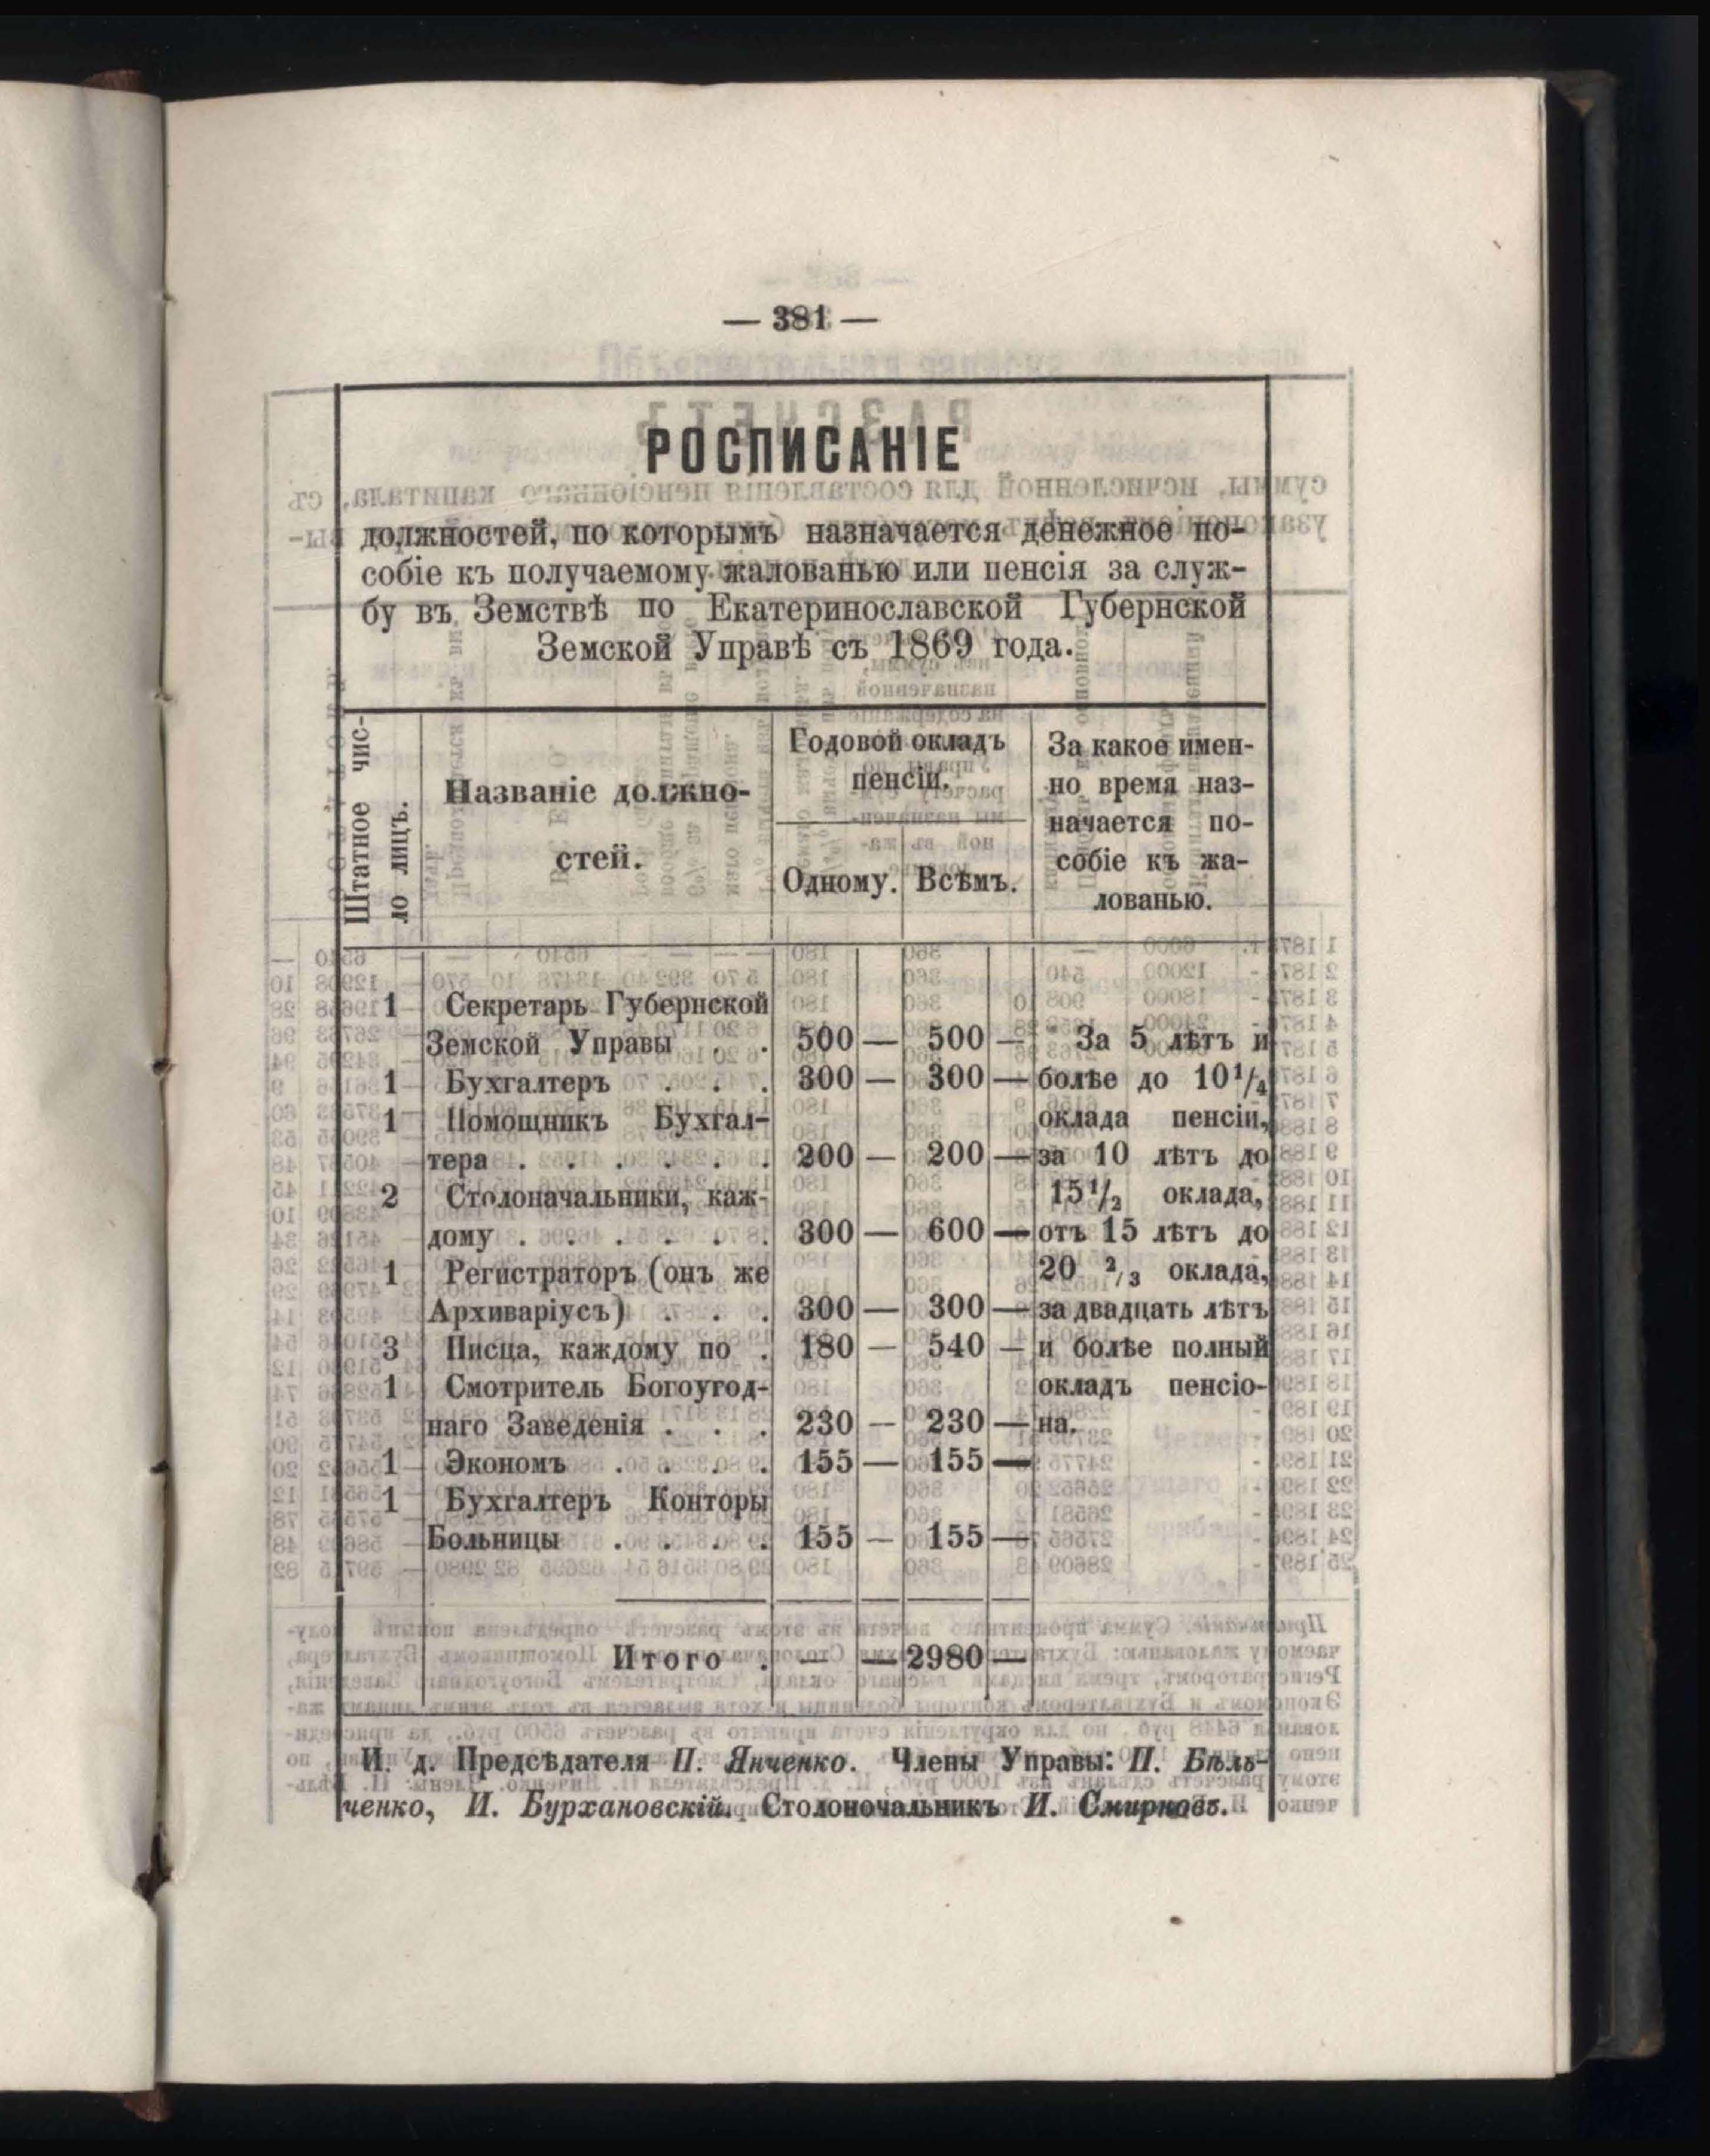 — 381 —
РОСПИСАНІЕ
должностей, по которымъ назначается денежное по-
собіе къ получаемому жалованью или пенсія за служ-
бу въ Земствѣ по Екатеринославской Губернской
Земской Управѣ съ 1869 года.
Штатное чис-
ло лицъ.
Названіе должно-
стей.
Годовой окладъ
пенсіи.
Одному. Всѣмъ.
За какое имен-
но время наз-
начается по-
собіе къ жа-
лованью.
1 Секретарь Губернской
Земской Управы . . 500 — 500 — За 5 лѣтъ и
1 Бухгалтеръ . . . 300 — 300 — болѣе до 10 1/4
1 Помощникъ Бухгал- оклада пенсіи,
тера . . . . . . 200 — 200 — за 10 лѣтъ до
2 Столоначальники, каж- 15 1/2 оклада,
дому . . . . . . 300 — 600 — отъ 15 лѣтъ до
1 Регистраторъ (онъ же 20 2/3 оклада,
Архиваріусъ) . . . 300 — 300 — за двадцать лѣтъ
3 Писца, каждому по . 180 — 540 — и болѣе полный
1 Смотритель Богоугод- окладъ пенсіо-
наго Заведенія . . . 230 — 230 — на.
1 Экономъ . . . . 155 — 155 —
1 Бухгалтеръ Конторы
Больницы . . . . 155 — 155 —
Итого . — — 2980 —
И. д. Предсѣдателя П. Янченко. Члены Управы: П. Бѣль-
ченко, И. Бурхановскій. Столоночальникъ И. Смирновъ.